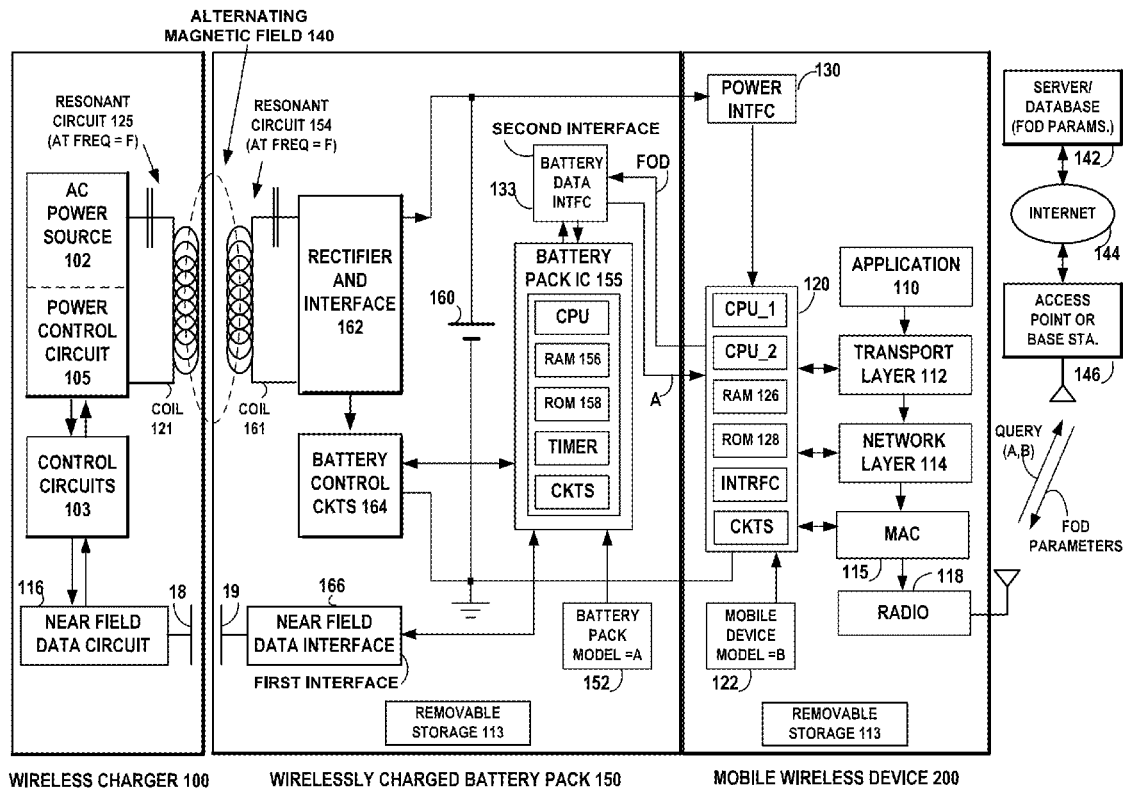 ALTERNATING
MAGNETIC FIELD 140
RESONANT
CIRCUIT 125
(AT FREQ = F)
RESONANT
CIRCUIT 154
(AT FREQ = F)
AC
POWER
SOURCE
102
POWER
CONTROL
CIRCUIT
105
COIL
121
COIL
161
CONTROL
CIRCUITS
103
116
NEAR FIELD
DATA CIRCUIT
18
19
WIRELESS CHARGER 100
RECTIFIER
AND
INTERFACE
162
BATTERY
CONTROL
CKTS 164
166
NEAR FIELD
DATA INTERFACE
FIRST INTERFACE
160
SECOND INTERFACE
BATTERY
DATA
INTFC
133
FOD
BATTERY
PACK IC 155
CPU
RAM 156
ROM 158
TIMER
CKTS
A
BATTERY
PACK
MODEL =A
152
REMOVABLE
STORAGE 113
WIRELESSLY CHARGED BATTERY PACK 150
POWER
INTFC
130
120
CPU_1
CPU_2
RAM 126
ROM 128
INTRFC
CKTS
MOBILE
DEVICE
MODEL =B
122
APPLICATION
110
TRANSPORT
LAYER 112
NETWORK
LAYER 114
MAC
115
118
RADIO
REMOVABLE
STORAGE 113
MOBILE WIRELESS DEVICE 200
SERVER/
DATABASE
(FOD PARAMS.)
142
INTERNET
144
ACCESS
POINT OR
BASE STA.
146
QUERY
(A,B)
FOD
PARAMETERS